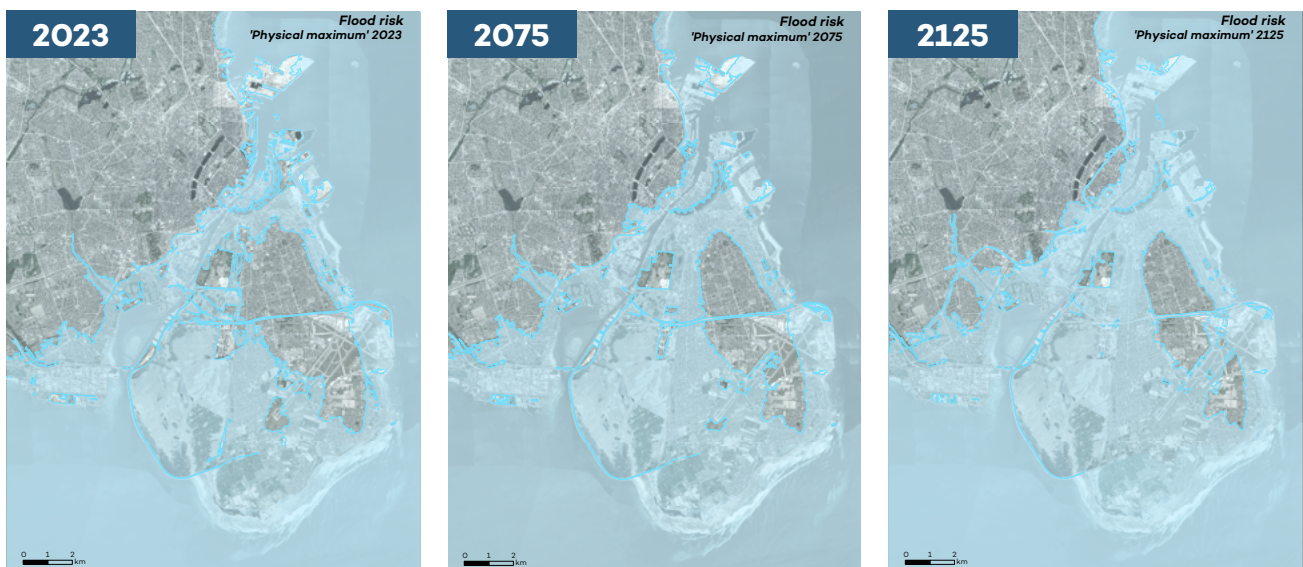 2023
Flood risk
'Physical maximum' 2023
0 1 2
km
2075
Flood risk
'Physical maximum' 2075
0 1 2
km
2125
Flood risk
'Physical maximum' 2125
0 1 2
km